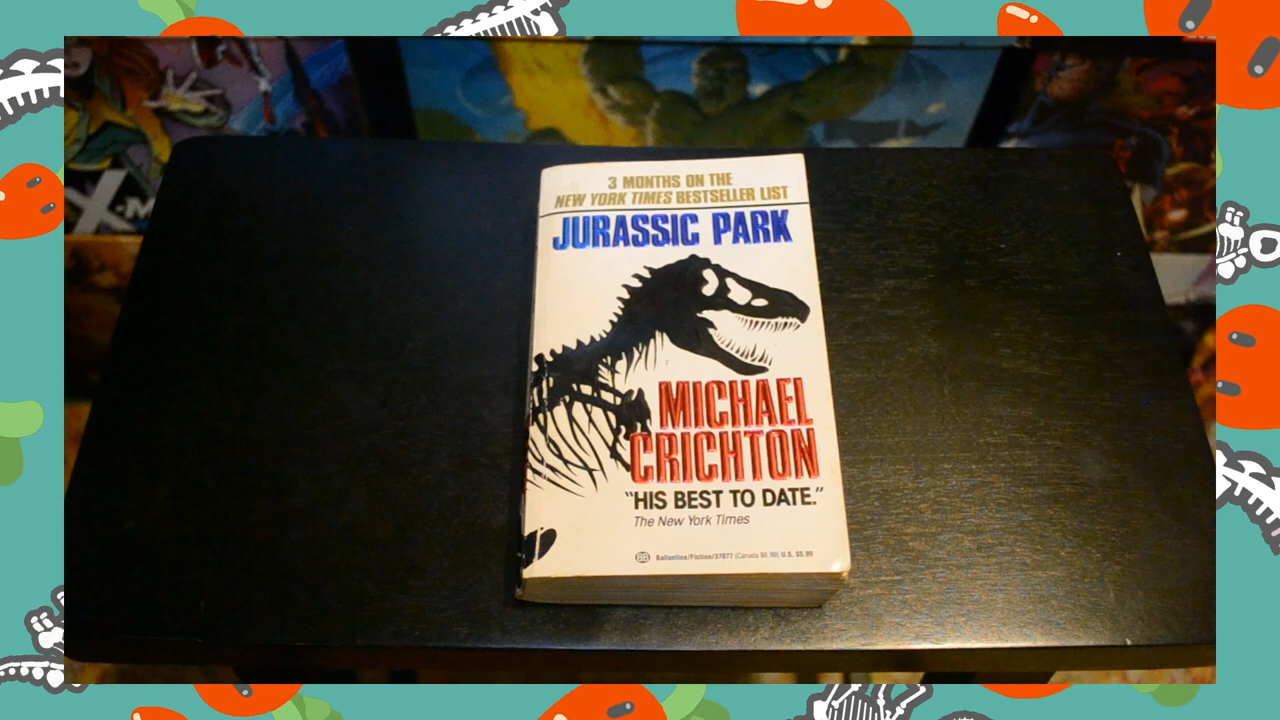 3 MONTHS ON THE
NEW YORK TIMES BESTSELLER LIST
JURASSIC PARK
MICHAEL
CRICHTON
"HIS BEST TO DATE."
The New York Times
BB Ballantine/Fiction/37077 (Canada $6.99) U.S. $5.99
X-M